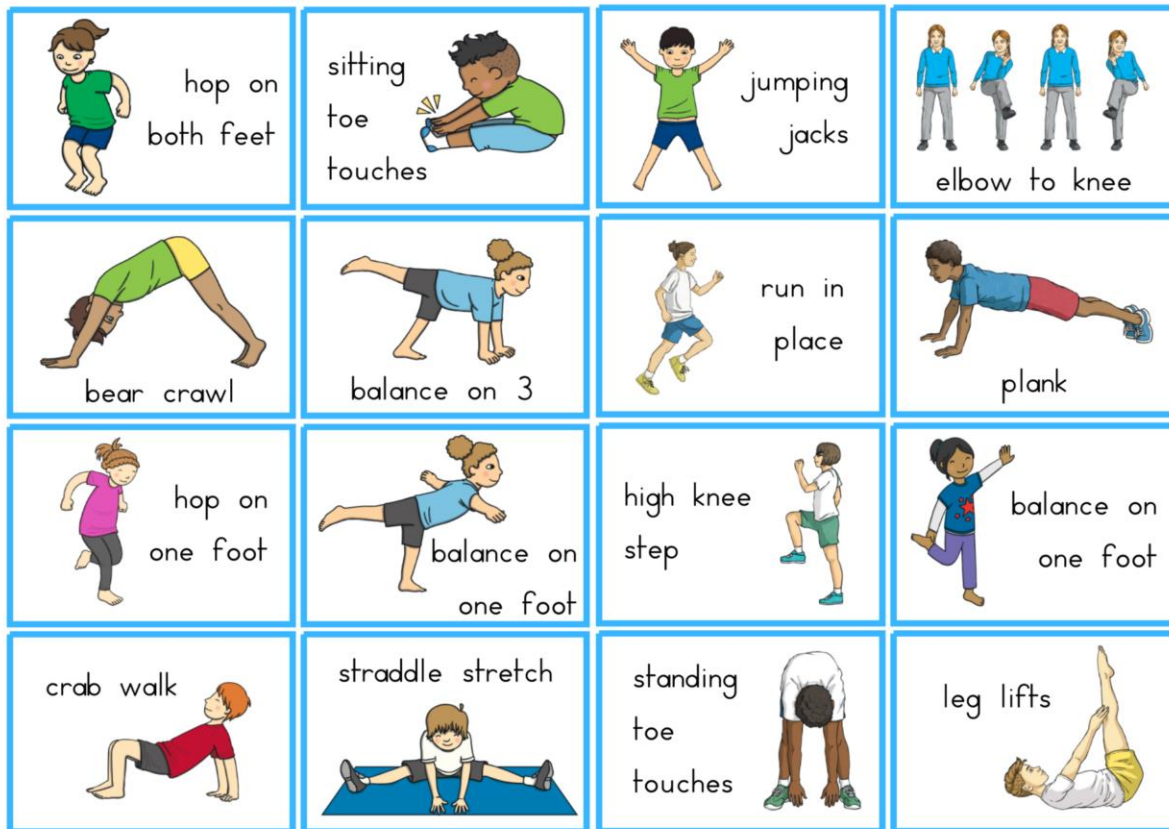 hop on
both feet
sitting
toe
touches
jumping
jacks
elbow to knee
bear crawl
balance on 3
run in
place
plank
hop on
one foot
balance on
one foot
high knee
step
balance on
one foot
crab walk
straddle stretch
standing
toe
touches
leg lifts